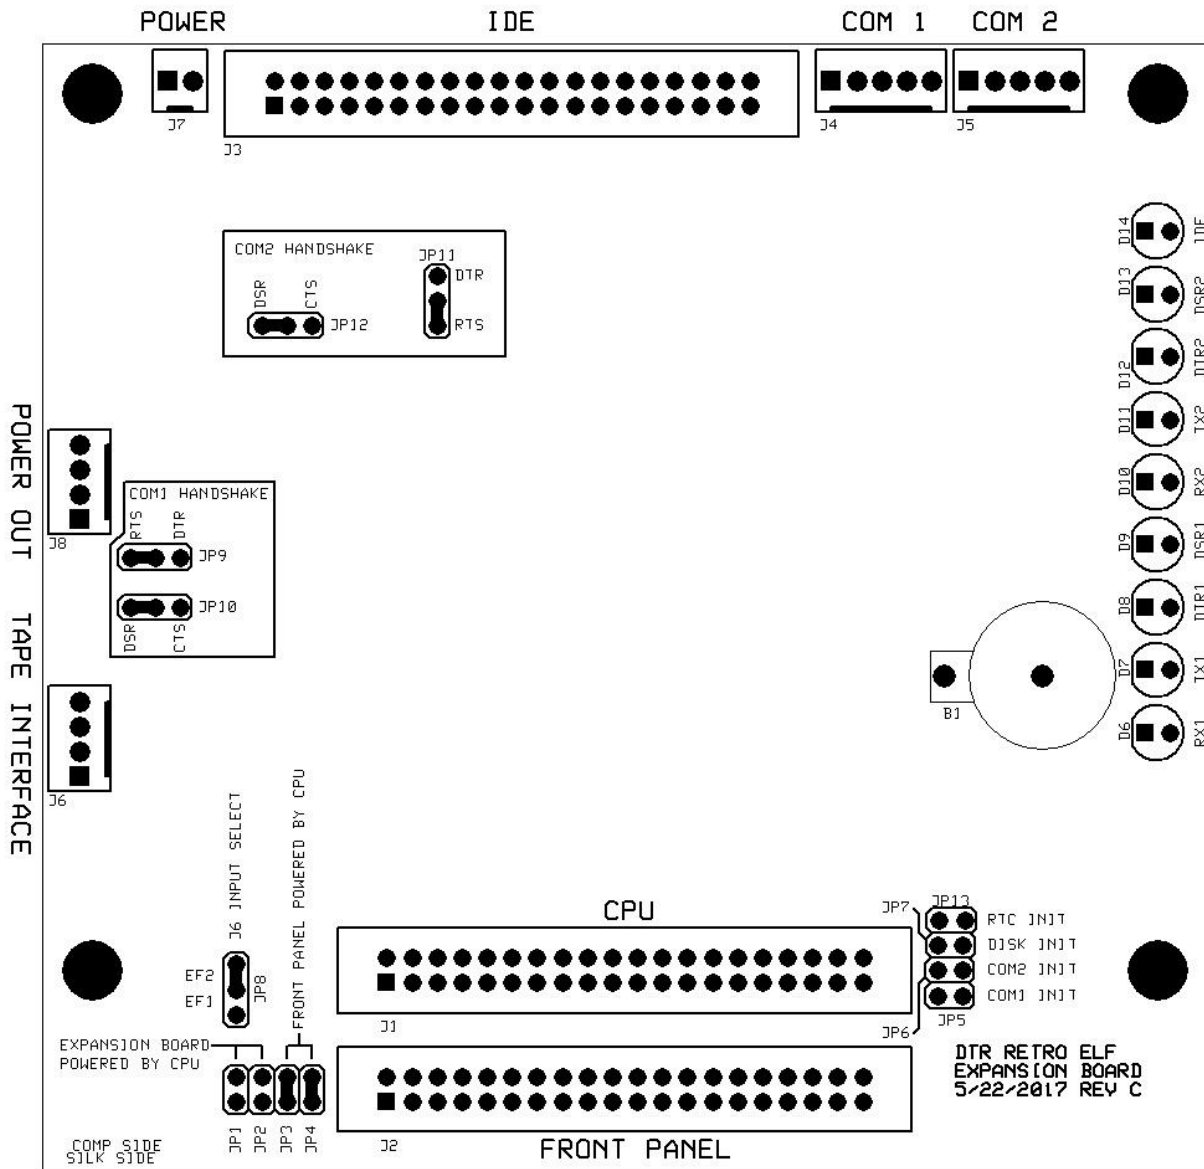 POWER
IDE
COM 1
COM 2
J7
J3
J4
J5
COM2 HANDSHAKE
DSR
CTS
JP12
JP11
DTR
RTS
D14
IDE
D13
DSR2
D12
DTR2
D11
TX2
D10
RX2
D9
DSR1
D8
DTR1
D7
TX1
D6
RX1
POWER OUT
J8
COM1 HANDSHAKE
RTS
DTR
JP9
JP10
DSR
CTS
TAPE INTERFACE
J6
B1
J6 INPUT SELECT
FRONT PANEL POWERED BY CPU
EF2
EF1
JP8
CPU
J1
JP7
JP13
RTC INIT
DISK INIT
COM2 INIT
COM1 INIT
JP5
JP6
EXPANSION BOARD
POWERED BY CPU
JP1
JP2
JP3
JP4
J2
FRONT PANEL
DTR RETRO ELF
EXPANSION BOARD
5/22/2017 REV C
COMP SIDE
SILK SIDE